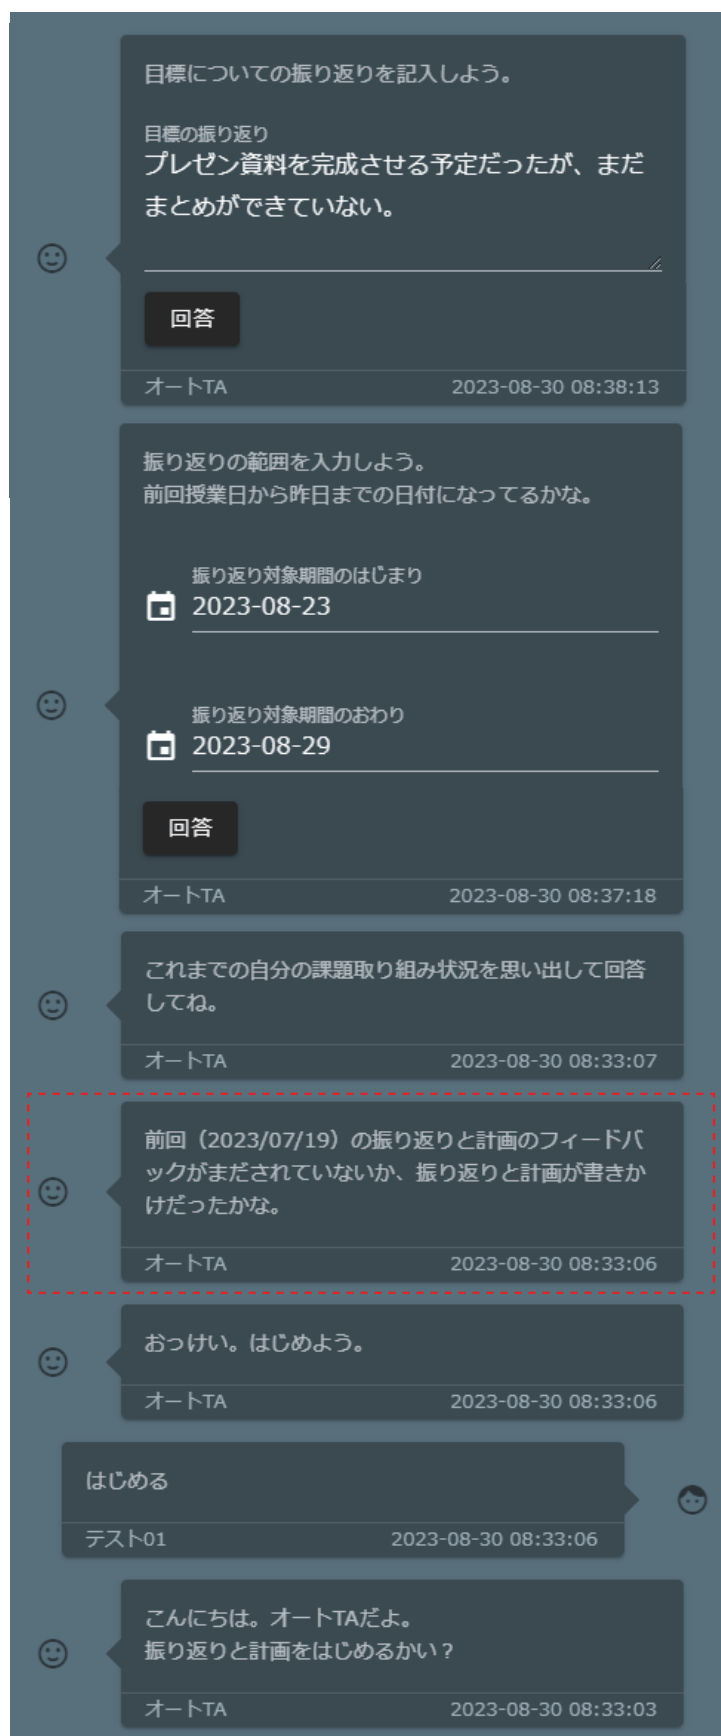 目標についての振り返りを記入しよう。
目標の振り返り
プレゼン資料を完成させる予定だったが、まだ
まとめができていない。
回答
オートTA 2023-08-30 08:38:13
振り返りの範囲を入力しよう。
前回授業日から昨日までの日付になってるかな。
振り返り対象期間のはじまり
2023-08-23
振り返り対象期間のおわり
2023-08-29
回答
オートTA 2023-08-30 08:37:18
これまでの自分の課題取り組み状況を思い出して回答
してね。
オートTA 2023-08-30 08:33:07
前回（2023/07/19）の振り返りと計画のフィードバ
ックがまだされていないか、振り返りと計画が書きか
けだったかな。
オートTA 2023-08-30 08:33:06
おっけい。はじめよう。
オートTA 2023-08-30 08:33:06
はじめる
テスト01 2023-08-30 08:33:06
こんにちは。オートTAだよ。
振り返りと計画をはじめるかい？
オートTA 2023-08-30 08:33:03